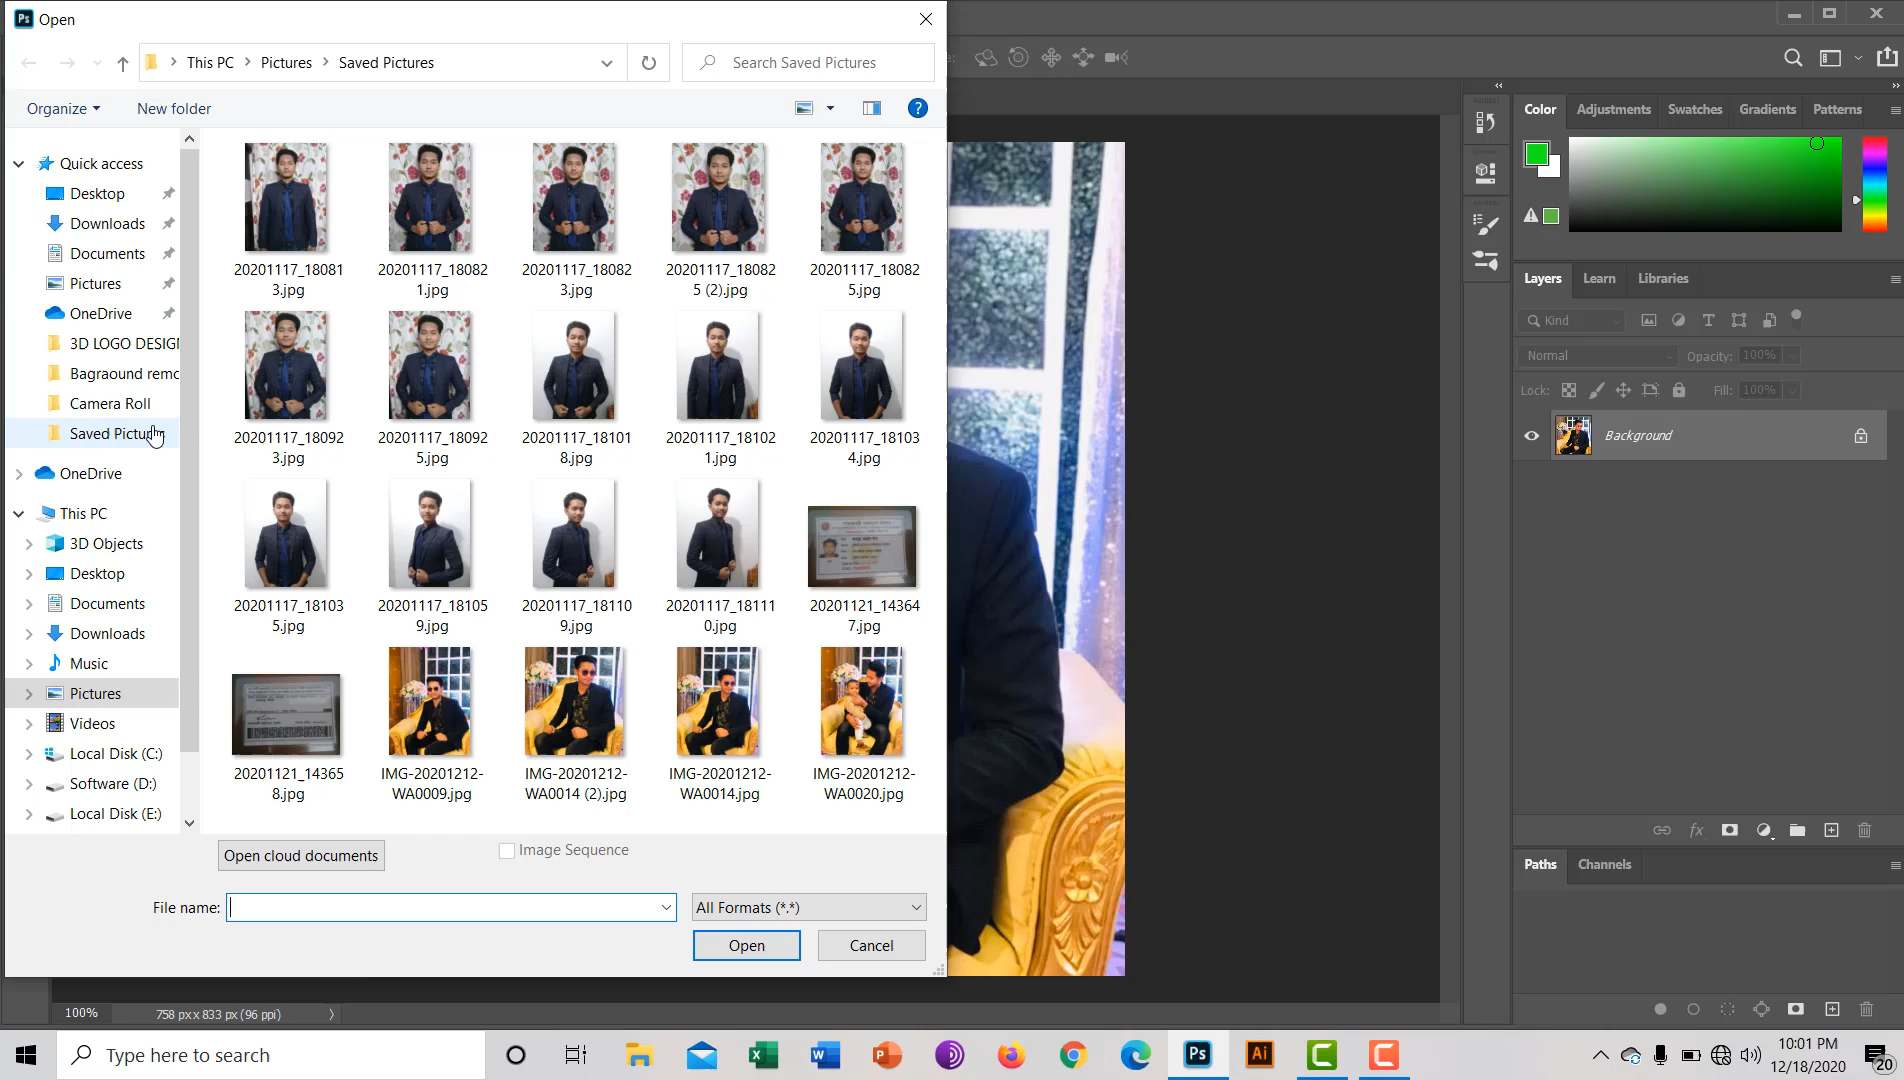 Ps Open
This PC > Pictures > Saved Pictures
Search Saved Pictures
Organize
New folder
?
Quick access
Desktop
Downloads
Documents
Pictures
OneDrive
3D LOGO DESIGN
Bagraound remo
Camera Roll
Saved Pictu
OneDrive
This PC
3D Objects
Desktop
Documents
Downloads
Music
Pictures
Videos
Local Disk (C:)
Software (D:)
Local Disk (E:)
20201117_18081
3.jpg
20201117_18082
1.jpg
20201117_18082
3.jpg
20201117_18082
5 (2).jpg
20201117_18082
5.jpg
20201117_18092
3.jpg
20201117_18092
5.jpg
20201117_18101
8.jpg
20201117_18102
1.jpg
20201117_18103
4.jpg
20201117_18103
5.jpg
20201117_18105
9.jpg
20201117_18110
9.jpg
20201117_18111
0.jpg
20201121_14364
7.jpg
20201121_14365
8.jpg
IMG-20201212-
WA0009.jpg
IMG-20201212-
WA0014 (2).jpg
IMG-20201212-
WA0014.jpg
IMG-20201212-
WA0020.jpg
Open cloud documents
Image Sequence
File name:
All Formats (*.*)
Open
Cancel
Color
Adjustments
Swatches
Gradients
Patterns
Layers
Learn
Libraries
Kind
Normal
Opacity: 100%
Lock:
Fill: 100%
Background
fx
Paths
Channels
100%
758 px x 833 px (96 ppi)
Type here to search
Ps
Ai
10:01 PM
12/18/2020
20